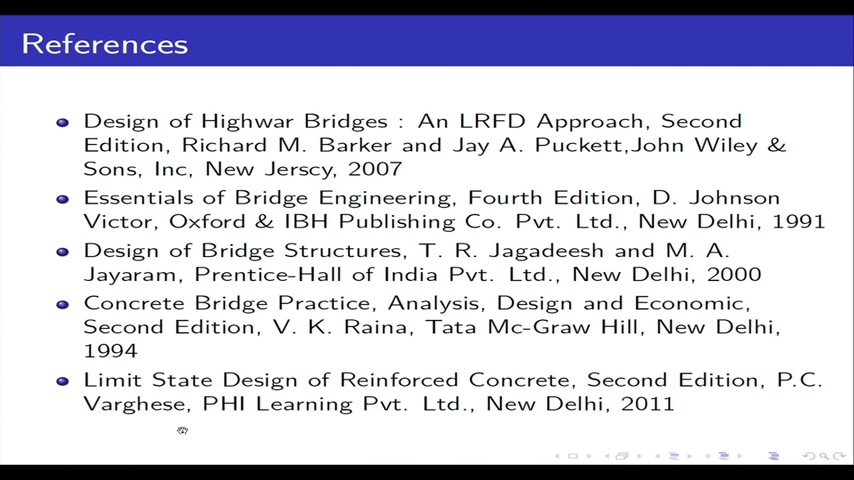 References
Design of Highwar Bridges : An LRFD Approach, Second
Edition, Richard M. Barker and Jay A. Puckett,John Wiley &
Sons, Inc, New Jerscy, 2007
Essentials of Bridge Engineering, Fourth Edition, D. Johnson
Victor, Oxford & IBH Publishing Co. Pvt. Ltd., New Delhi, 1991
Design of Bridge Structures, T. R. Jagadeesh and M. A.
Jayaram, Prentice-Hall of India Pvt. Ltd., New Delhi, 2000
Concrete Bridge Practice, Analysis, Design and Economic,
Second Edition, V. K. Raina, Tata Mc-Graw Hill, New Delhi,
1994
Limit State Design of Reinforced Concrete, Second Edition, P.C.
Varghese, PHI Learning Pvt. Ltd., New Delhi, 2011